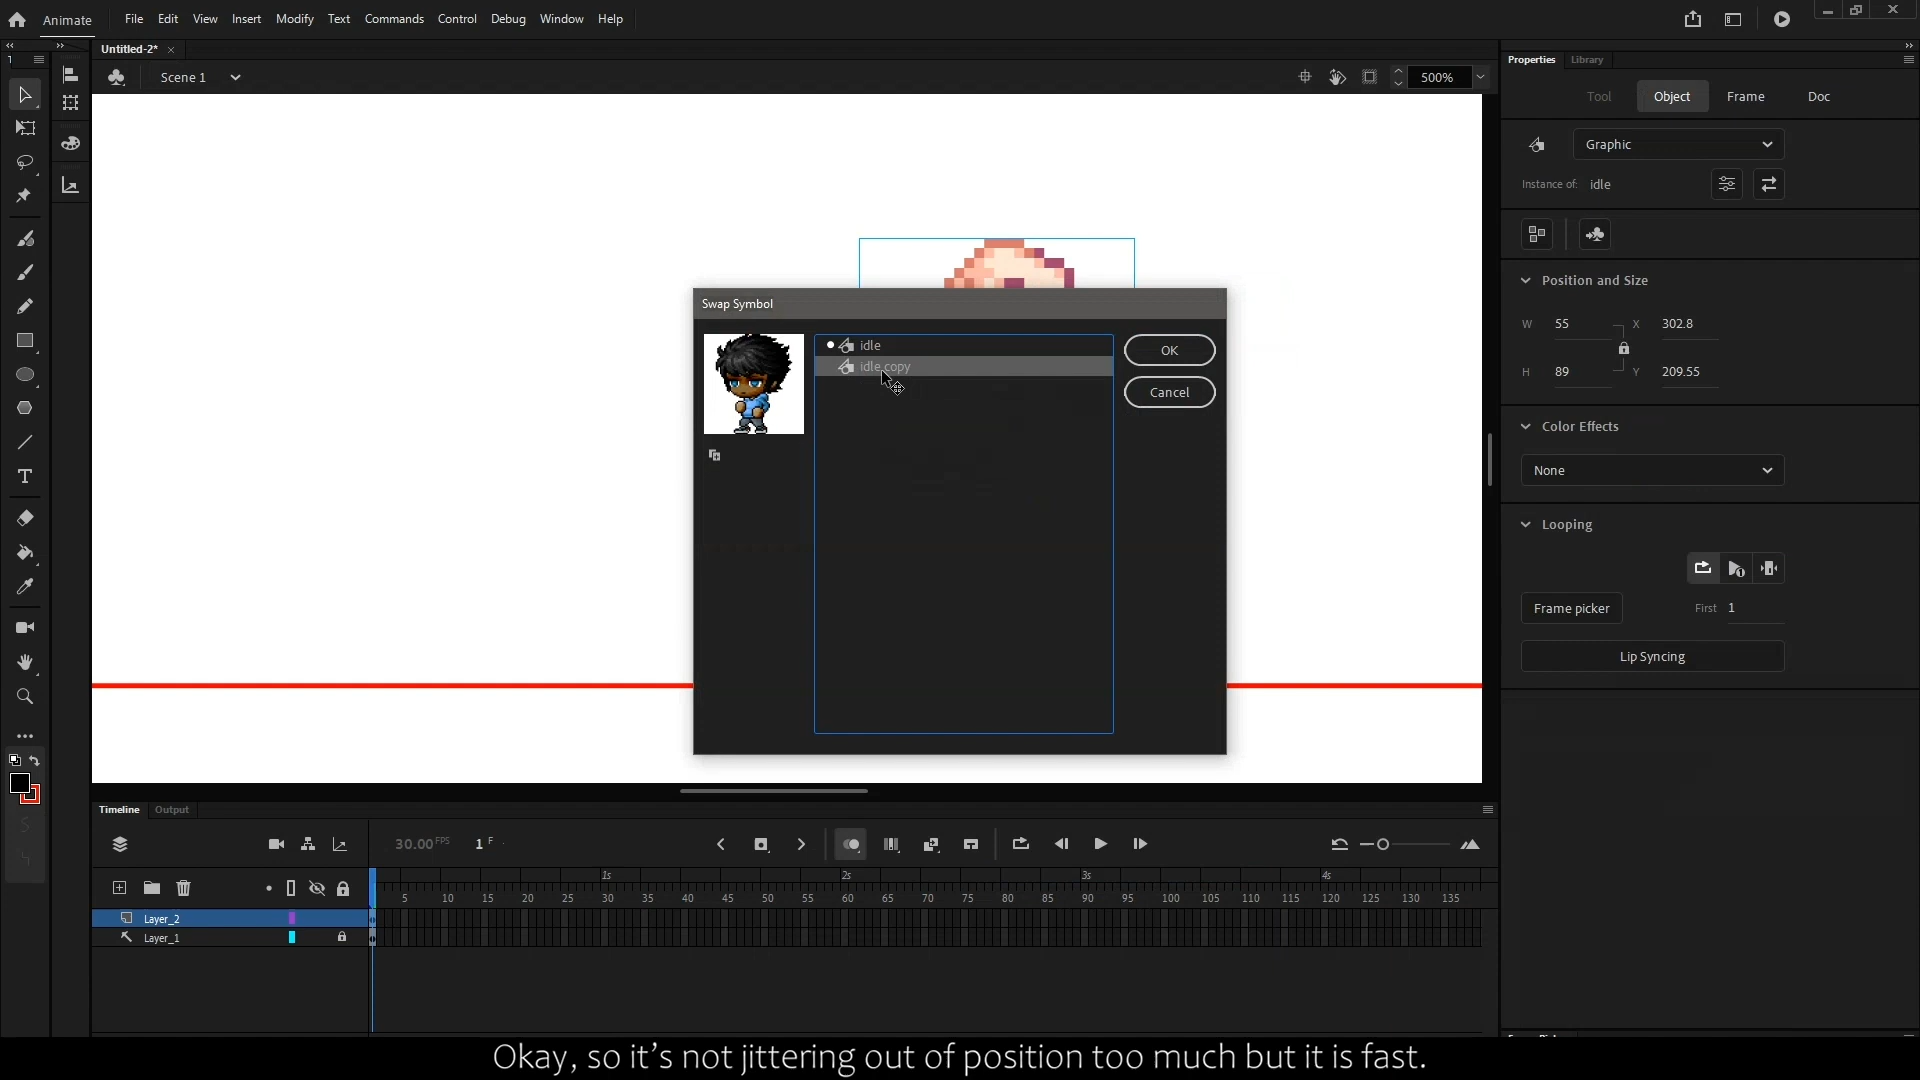 Animate
File Edit View Insert Modify Text Commands Control Debug Window Help
Untitled-2*
Scene 1
500%
Properties Library
Tool Object Frame Doc
Graphic
Instance of: idle
Position and Size
W 55 X 302.8
H 89 Y 209.55
Color Effects
None
Looping
Frame picker First 1
Lip Syncing
Swap Symbol
idle
idle copy
OK
Cancel
Timeline Output
30.00 FPS 1 F
1s 2s 3s 4s
5 10 15 20 25 30 35 40 45 50 55 60 65 70 75 80 85 90 95 100 105 110 115 120 125 130 135
Layer_2
Layer_1
Okay, so it's not jittering out of position too much but it is fast.